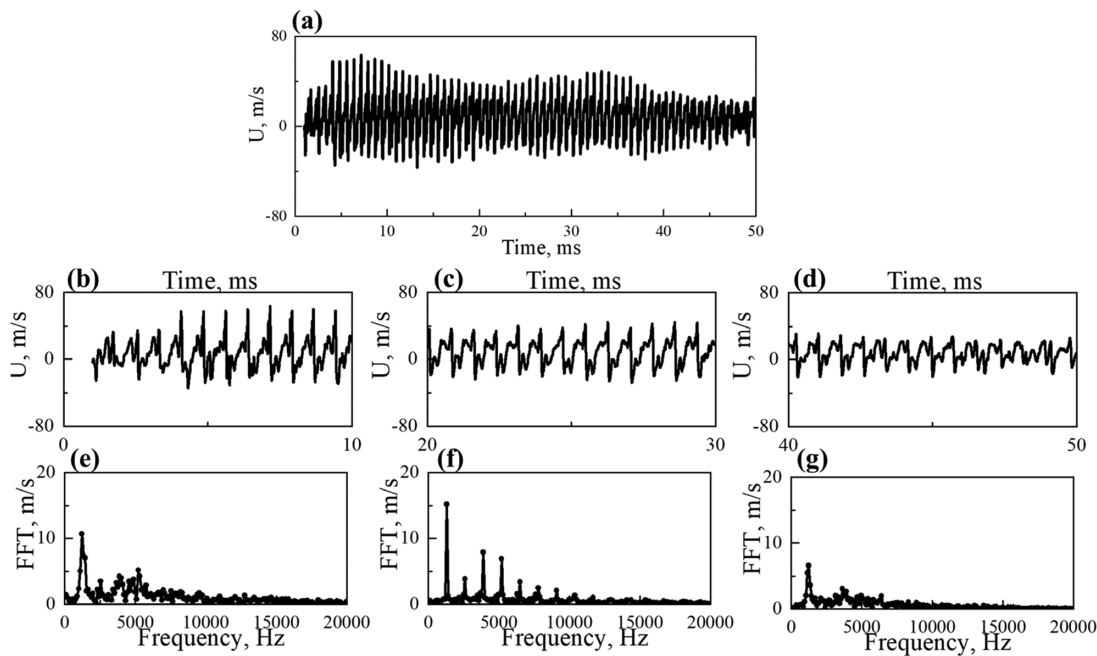 (a)
80
0
-80
U, m/s
0 10 20 30 40 50
Time, ms
(b) Time, ms (c) Time, ms (d) Time, ms
80 80 80
U, m/s 0 U, m/s 0 U, m/s 0
-80 -80 -80
0 10 20 30 40 50
(e) (f) (g)
20 20 20
FFT, m/s 10 FFT, m/s 10 FFT, m/s 10
0 0 0
0 5000 10000 15000 20000 0 5000 10000 15000 20000 0 5000 10000 15000 20000
Frequency, Hz Frequency, Hz Frequency, Hz